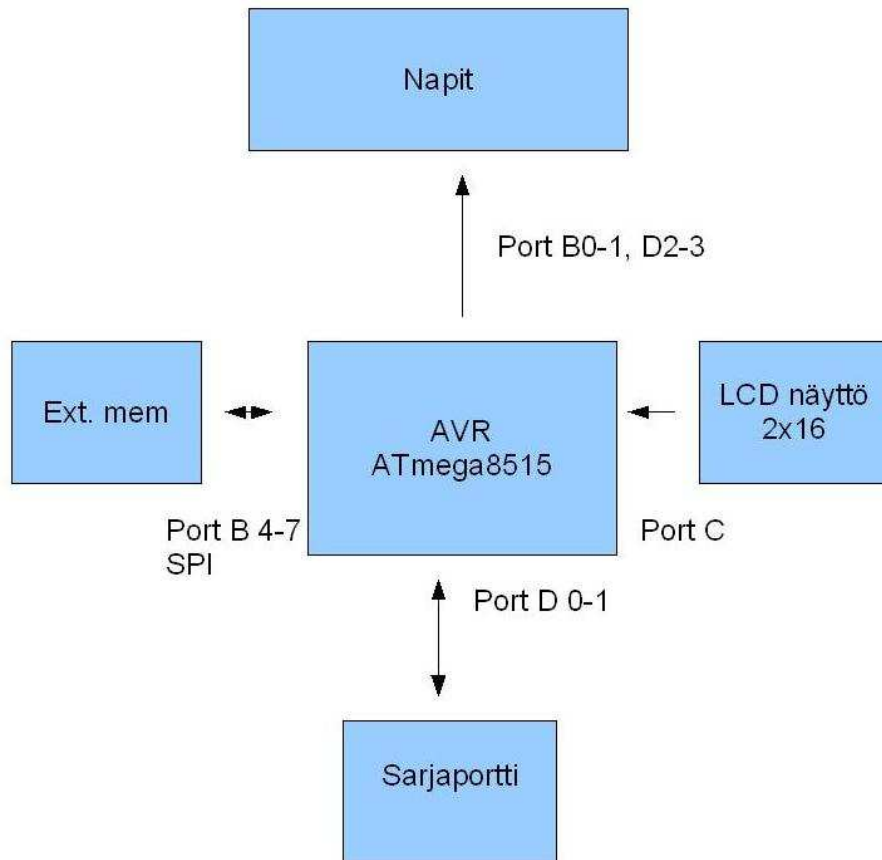 Napit
Port B0-1, D2-3
Ext. mem
AVR
ATmega8515
LCD näyttö
2x16
Port B 4-7
SPI
Port C
Port D 0-1
Sarjaportti